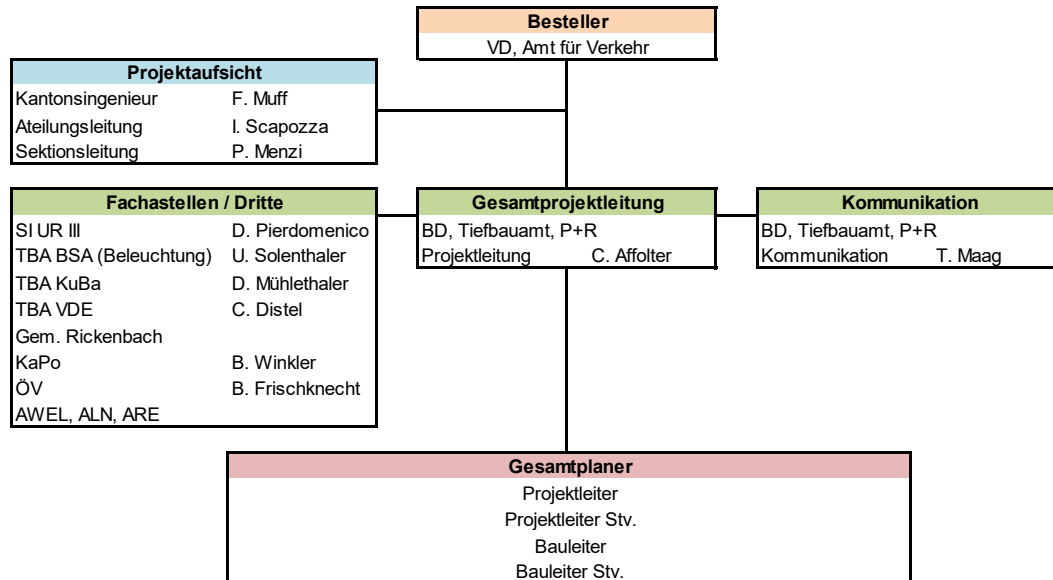 Besteller
VD, Amt für Verkehr
Projektaufsicht
Kantonsingenieur F. Muff
Ateilungsleitung I. Scapozza
Sektionsleitung P. Menzi
Fachastellen / Dritte
SI UR III D. Pierdomenico
TBA BSA (Beleuchtung) U. Solenthaler
TBA KuBa D. Mühlethaler
TBA VDE C. Distel
Gem. Rickenbach
KaPo B. Winkler
ÖV B. Frischknecht
AWEL, ALN, ARE
Gesamtprojektleitung
BD, Tiefbauamt, P+R
Projektleitung C. Affolter
Kommunikation
BD, Tiefbauamt, P+R
Kommunikation T. Maag
Gesamtplaner
Projektleiter
Projektleiter Stv.
Bauleiter
Bauleiter Stv.